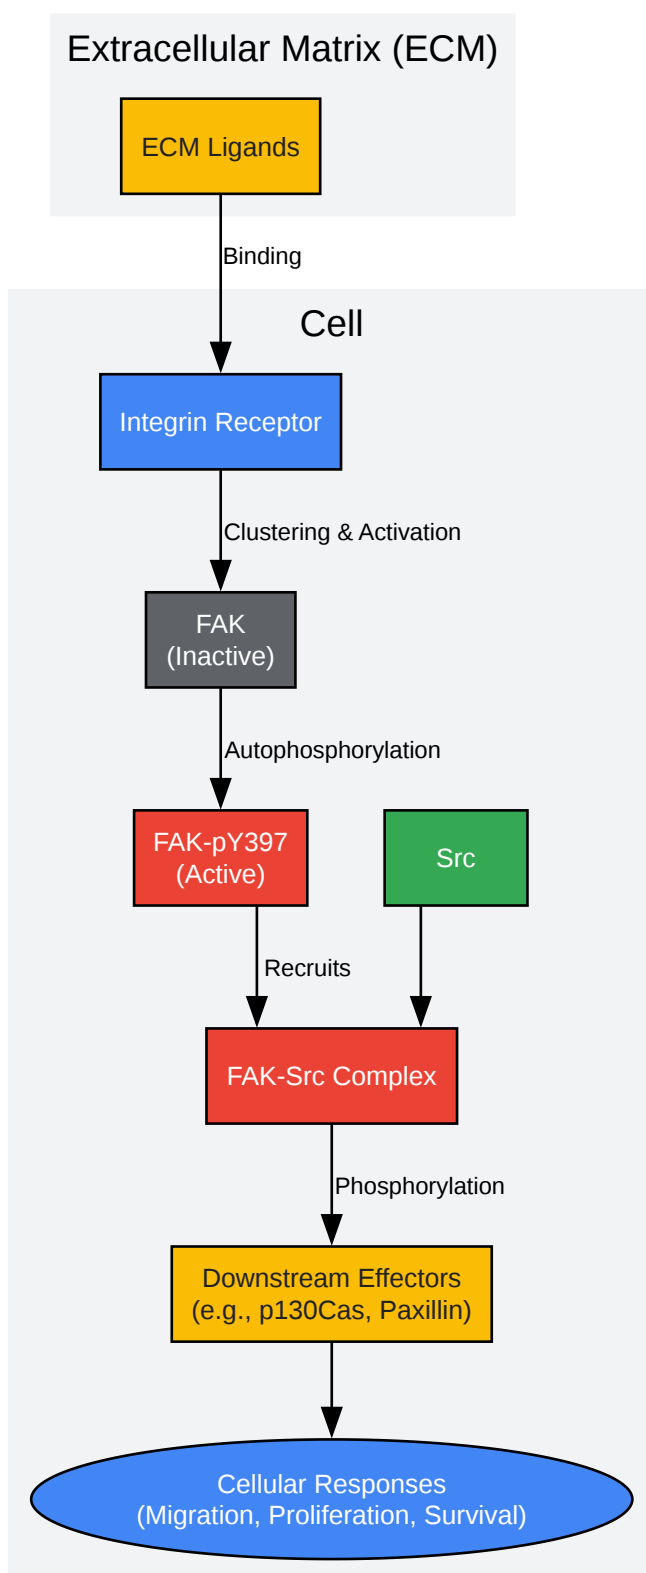 Extracellular Matrix (ECM)
ECM Ligands
Binding
Cell
Integrin Receptor
Clustering & Activation
FAK
(Inactive)
Autophosphorylation
FAK-pY397
(Active)
Src
Recruits
FAK-Src Complex
Phosphorylation
Downstream Effectors
(e.g., p130Cas, Paxillin)
Cellular Responses
(Migration, Proliferation, Survival)